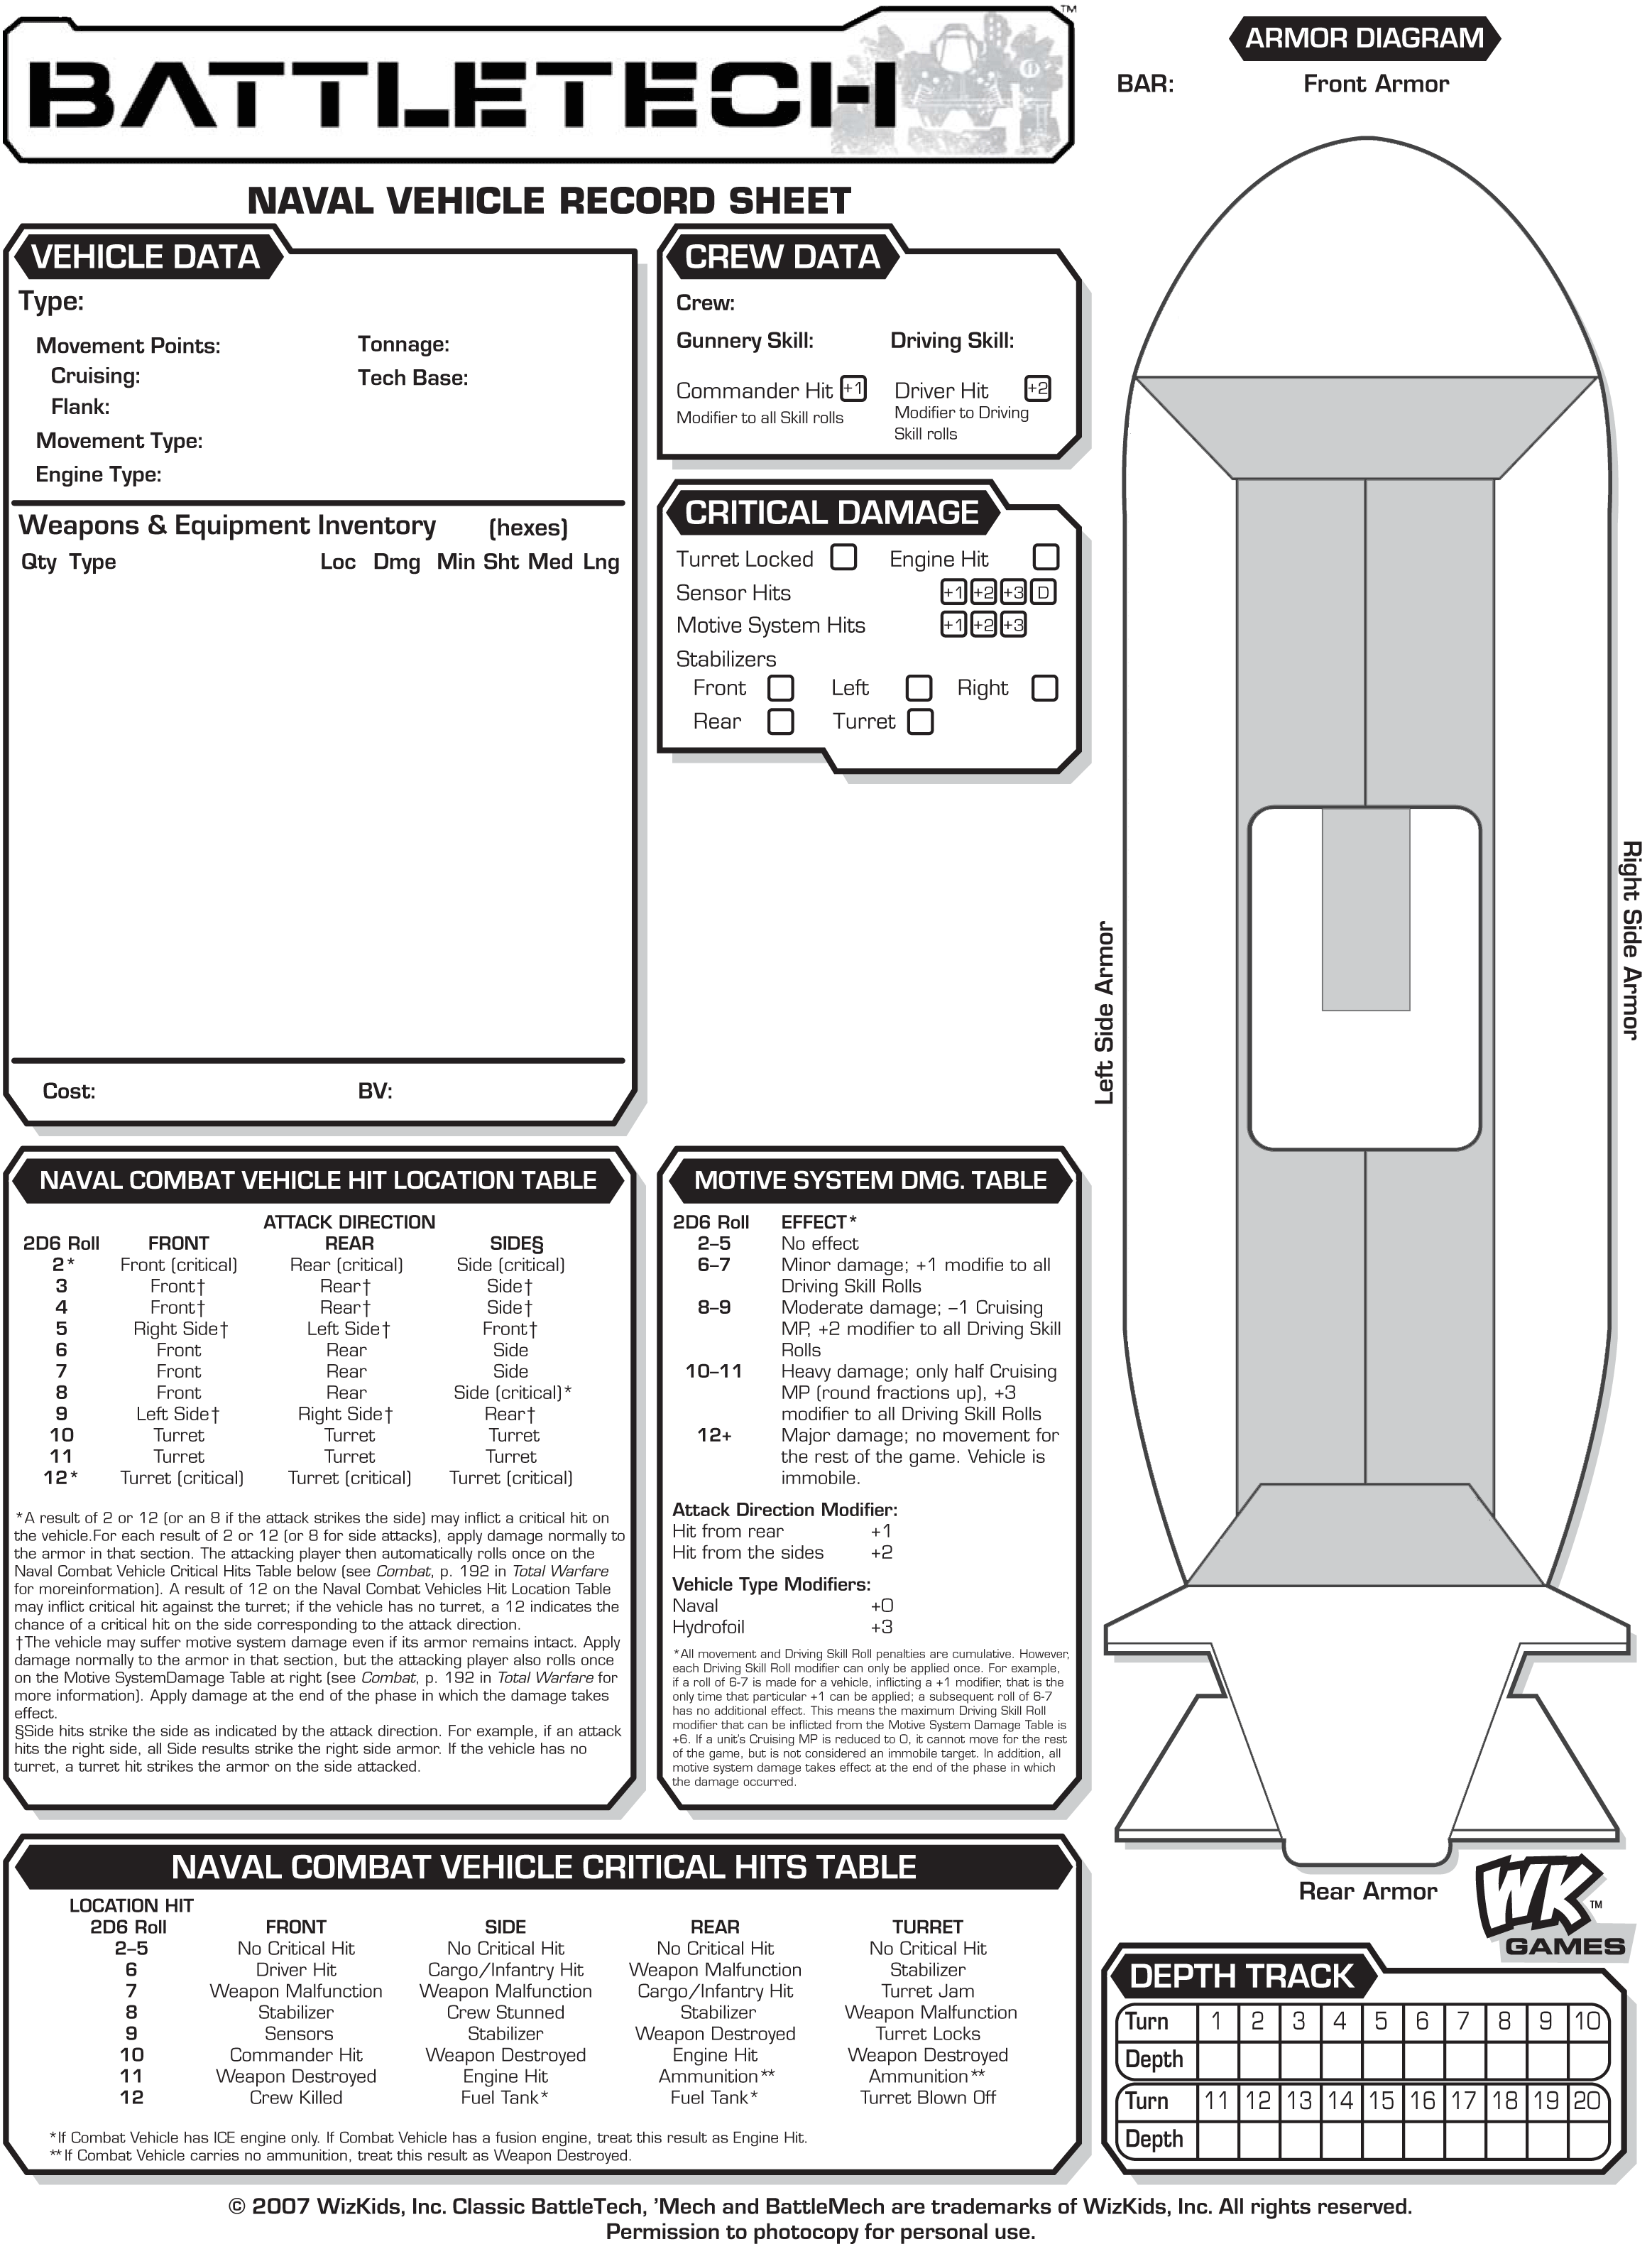 BATTLETECH™
NAVAL VEHICLE RECORD SHEET
VEHICLE DATA
Type:
Movement Points:
Tonnage:
Cruising:
Tech Base:
Flank:
Movement Type:
Engine Type:
Weapons & Equipment Inventory (hexes)
Qty Type Loc Dmg Min Sht Med Lng
Cost: BV:
CREW DATA
Crew:
Gunnery Skill: Driving Skill:
Commander Hit +1 Driver Hit +2
Modifier to all Skill rolls
Modifier to Driving
Skill rolls
CRITICAL DAMAGE
Turret Locked Engine Hit
Sensor Hits +1 +2 +3 D
Motive System Hits +1 +2 +3
Stabilizers
Front Left Right
Rear Turret
ARMOR DIAGRAM
BAR: Front Armor
Left Side Armor
Right Side Armor
Rear Armor
NAVAL COMBAT VEHICLE HIT LOCATION TABLE
ATTACK DIRECTION
2D6 Roll FRONT REAR SIDE§
2* Front (critical) Rear (critical) Side (critical)
3 Front† Rear† Side†
4 Front† Rear† Side†
5 Right Side† Left Side† Front†
6 Front Rear Side
7 Front Rear Side
8 Front Rear Side (critical)*
9 Left Side† Right Side† Rear†
10 Turret Turret Turret
11 Turret Turret Turret
12* Turret (critical) Turret (critical) Turret (critical)
*A result of 2 or 12 (or an 8 if the attack strikes the side) may inflict a critical hit on
the vehicle.For each result of 2 or 12 (or 8 for side attacks), apply damage normally to
the armor in that section. The attacking player then automatically rolls once on the
Naval Combat Vehicle Critical Hits Table below (see Combat, p. 192 in Total Warfare
for moreinformation). A result of 12 on the Naval Combat Vehicles Hit Location Table
may inflict critical hit against the turret; if the vehicle has no turret, a 12 indicates the
chance of a critical hit on the side corresponding to the attack direction.
†The vehicle may suffer motive system damage even if its armor remains intact. Apply
damage normally to the armor in that section, but the attacking player also rolls once
on the Motive SystemDamage Table at right (see Combat, p. 192 in Total Warfare for
more information). Apply damage at the end of the phase in which the damage takes
effect.
§Side hits strike the side as indicated by the attack direction. For example, if an attack
hits the right side, all Side results strike the right side armor. If the vehicle has no
turret, a turret hit strikes the armor on the side attacked.
MOTIVE SYSTEM DMG. TABLE
2D6 Roll EFFECT*
2–5 No effect
6–7 Minor damage; +1 modifie to all
Driving Skill Rolls
8–9 Moderate damage; –1 Cruising
MP, +2 modifier to all Driving Skill
Rolls
10–11 Heavy damage; only half Cruising
MP (round fractions up), +3
modifier to all Driving Skill Rolls
12+ Major damage; no movement for
the rest of the game. Vehicle is
immobile.
Attack Direction Modifier:
Hit from rear +1
Hit from the sides +2
Vehicle Type Modifiers:
Naval +0
Hydrofoil +3
*All movement and Driving Skill Roll penalties are cumulative. However,
each Driving Skill Roll modifier can only be applied once. For example,
if a roll of 6-7 is made for a vehicle, inflicting a +1 modifier, that is the
only time that particular +1 can be applied; a subsequent roll of 6-7
has no additional effect. This means the maximum Driving Skill Roll
modifier that can be inflicted from the Motive System Damage Table is
+6. If a unit's Cruising MP is reduced to 0, it cannot move for the rest
of the game, but is not considered an immobile target. In addition, all
motive system damage takes effect at the end of the phase in which
the damage occurred.
NAVAL COMBAT VEHICLE CRITICAL HITS TABLE
LOCATION HIT
2D6 Roll FRONT SIDE REAR TURRET
2–5 No Critical Hit No Critical Hit No Critical Hit No Critical Hit
6 Driver Hit Cargo/Infantry Hit Weapon Malfunction Stabilizer
7 Weapon Malfunction Weapon Malfunction Cargo/Infantry Hit Turret Jam
8 Stabilizer Crew Stunned Stabilizer Weapon Malfunction
9 Sensors Stabilizer Weapon Destroyed Turret Locks
10 Commander Hit Weapon Destroyed Engine Hit Weapon Destroyed
11 Weapon Destroyed Engine Hit Ammunition** Ammunition**
12 Crew Killed Fuel Tank* Fuel Tank* Turret Blown Off
*If Combat Vehicle has ICE engine only. If Combat Vehicle has a fusion engine, treat this result as Engine Hit.
**If Combat Vehicle carries no ammunition, treat this result as Weapon Destroyed.
WK™
GAMES
DEPTH TRACK
Turn 1 2 3 4 5 6 7 8 9 10
Depth
Turn 11 12 13 14 15 16 17 18 19 20
Depth
© 2007 WizKids, Inc. Classic BattleTech, 'Mech and BattleMech are trademarks of WizKids, Inc. All rights reserved.
Permission to photocopy for personal use.